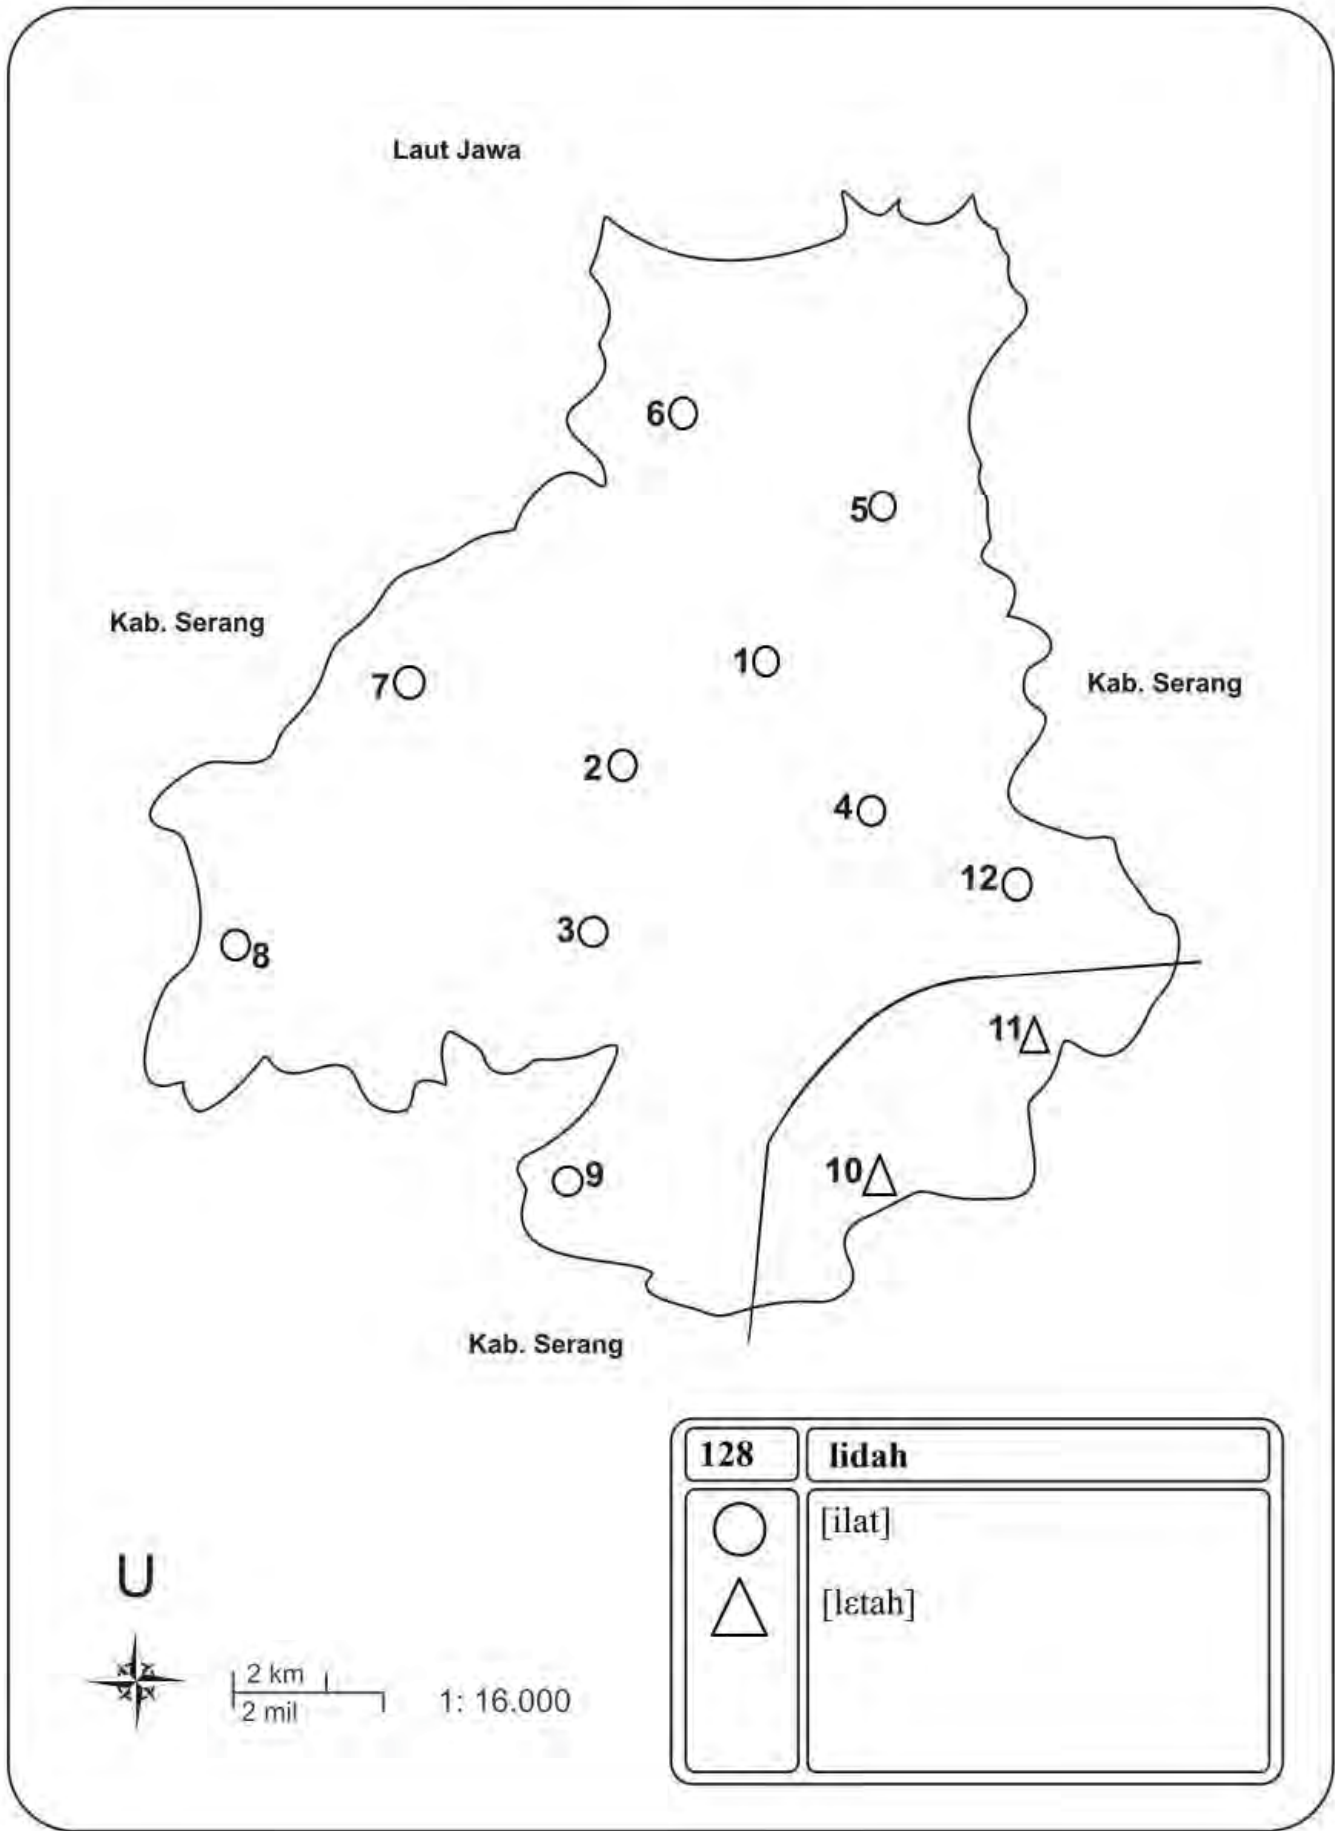 Laut Jawa
6
5
Kab. Serang
1
7
Kab. Serang
2
4
12
3
8
11
10
9
Kab. Serang
128 lidah
[ilat]
[lɛtah]
U
2 km
2 mil
1: 16.000